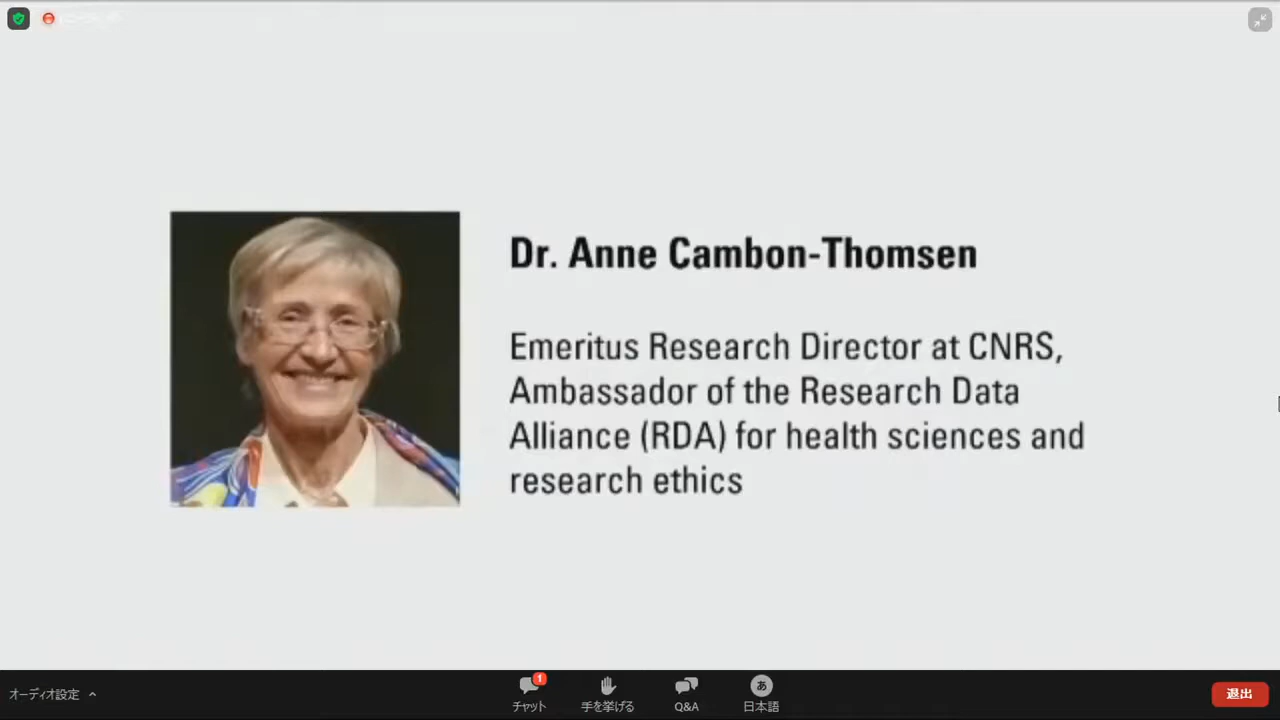 Dr. Anne Cambon-Thomsen
Emeritus Research Director at CNRS,
Ambassador of the Research Data
Alliance (RDA) for health sciences and
research ethics
オーディオ設定
1
チャット
手を挙げる
Q&A
あ
日本語
退出